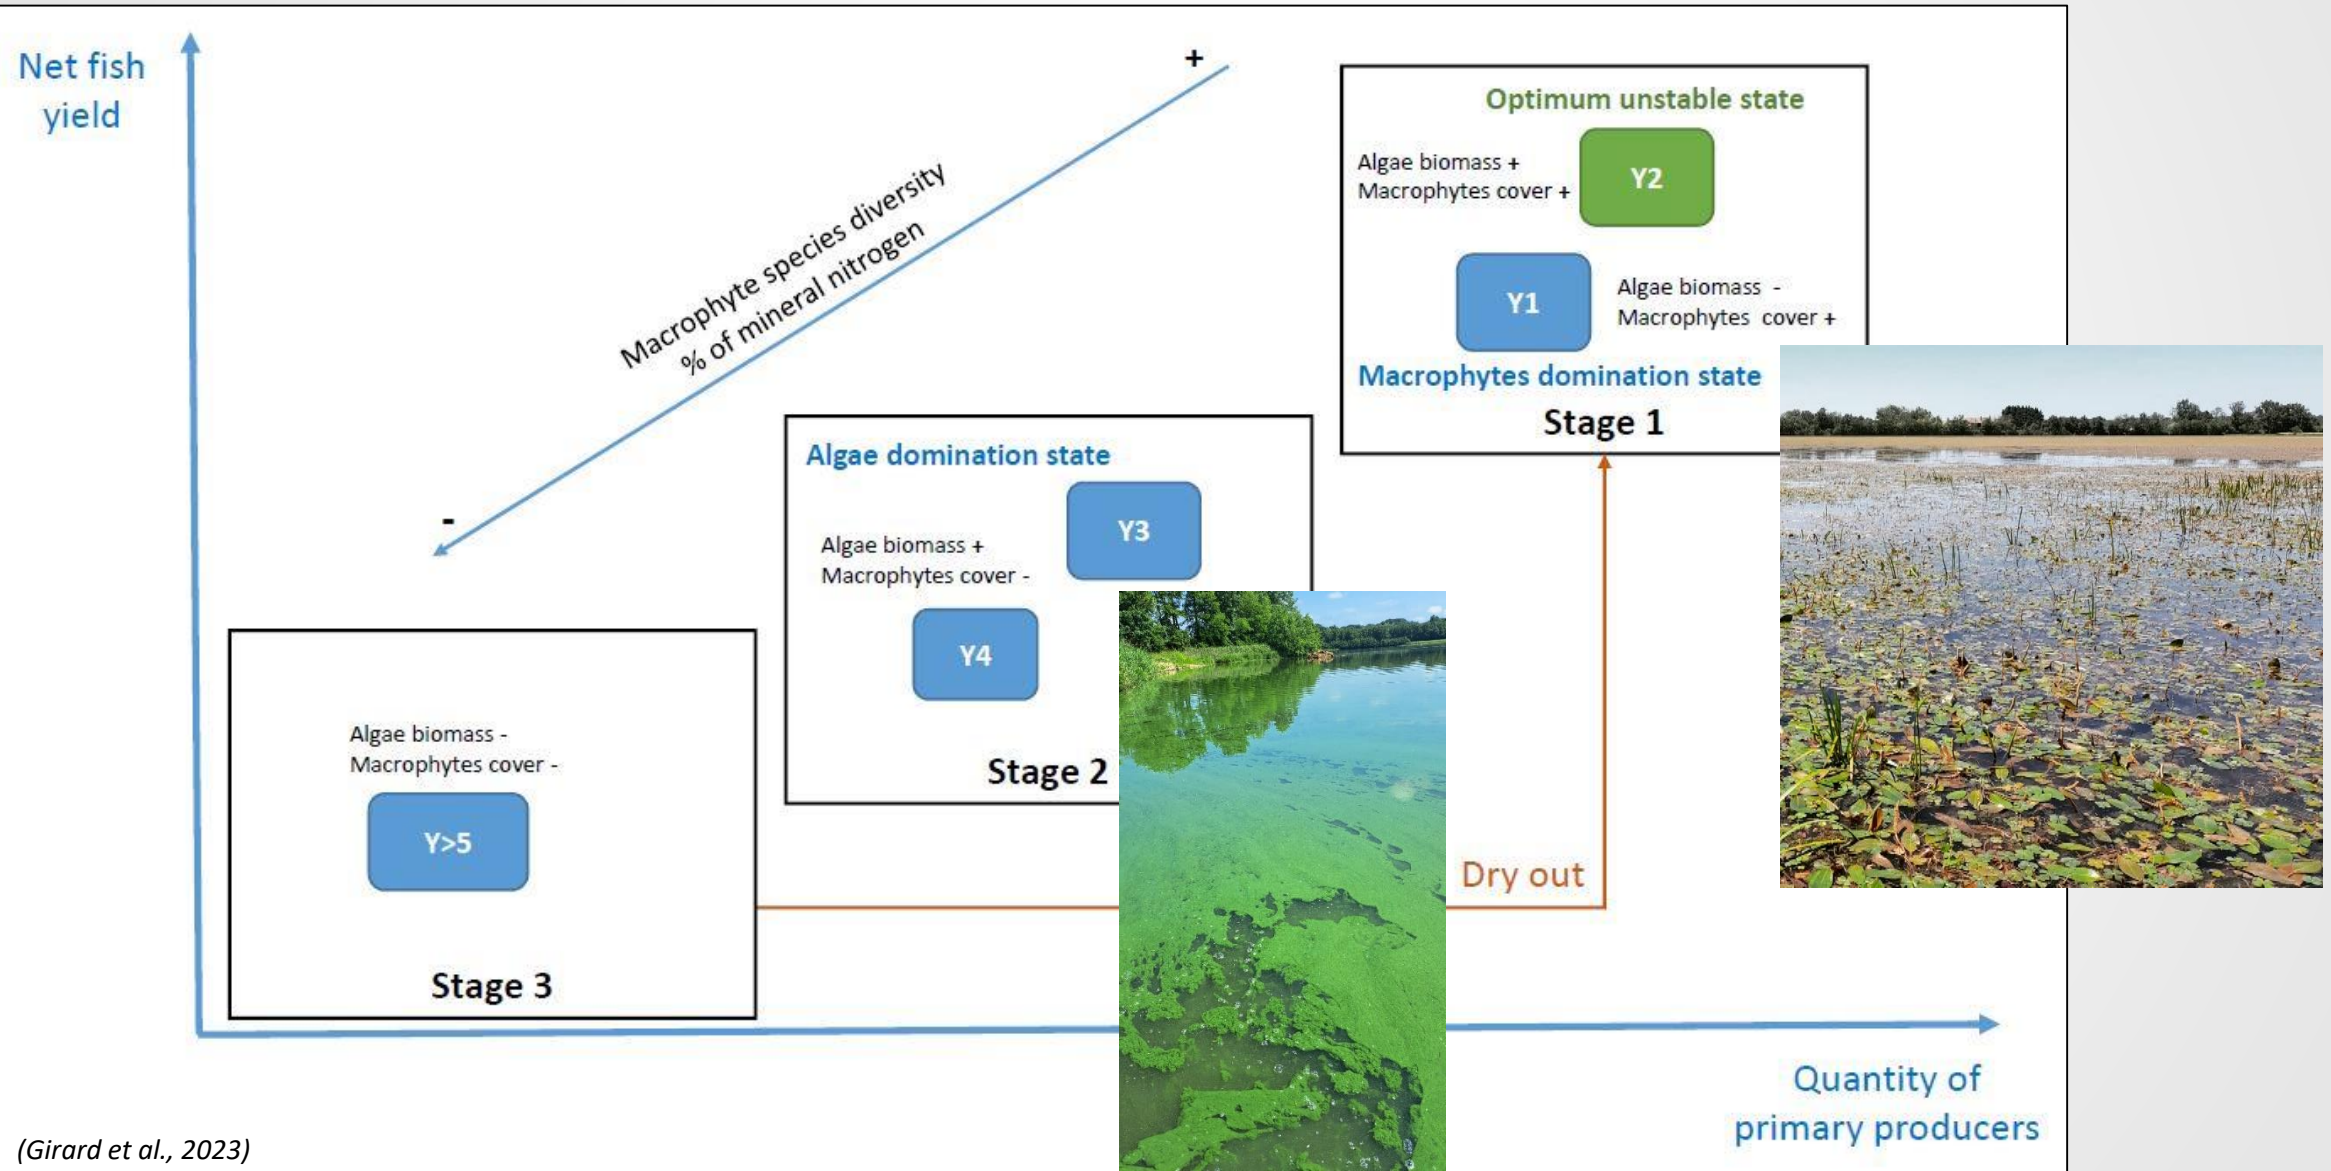 Net fish
yield
+
Macrophyte species diversity
% of mineral nitrogen
-
Optimum unstable state
Algae biomass +
Macrophytes cover +
Y2
Y1
Algae biomass -
Macrophytes cover +
Macrophytes domination state
Stage 1
Algae domination state
Y3
Algae biomass +
Macrophytes cover -
Y4
Stage 2
Algae biomass -
Macrophytes cover -
Y>5
Stage 3
Dry out
Quantity of
primary producers
(Girard et al., 2023)